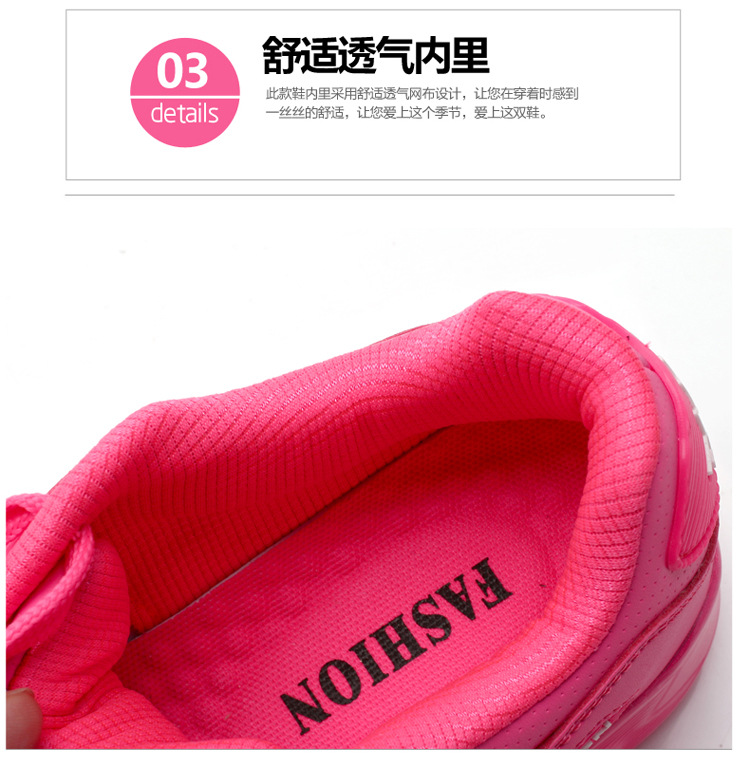 03
details
舒适透气内里
此款鞋内里采用舒适透气网布设计，让您在穿着时感到
一丝丝的舒适，让您爱上这个季节，爱上这双鞋。
FASHION